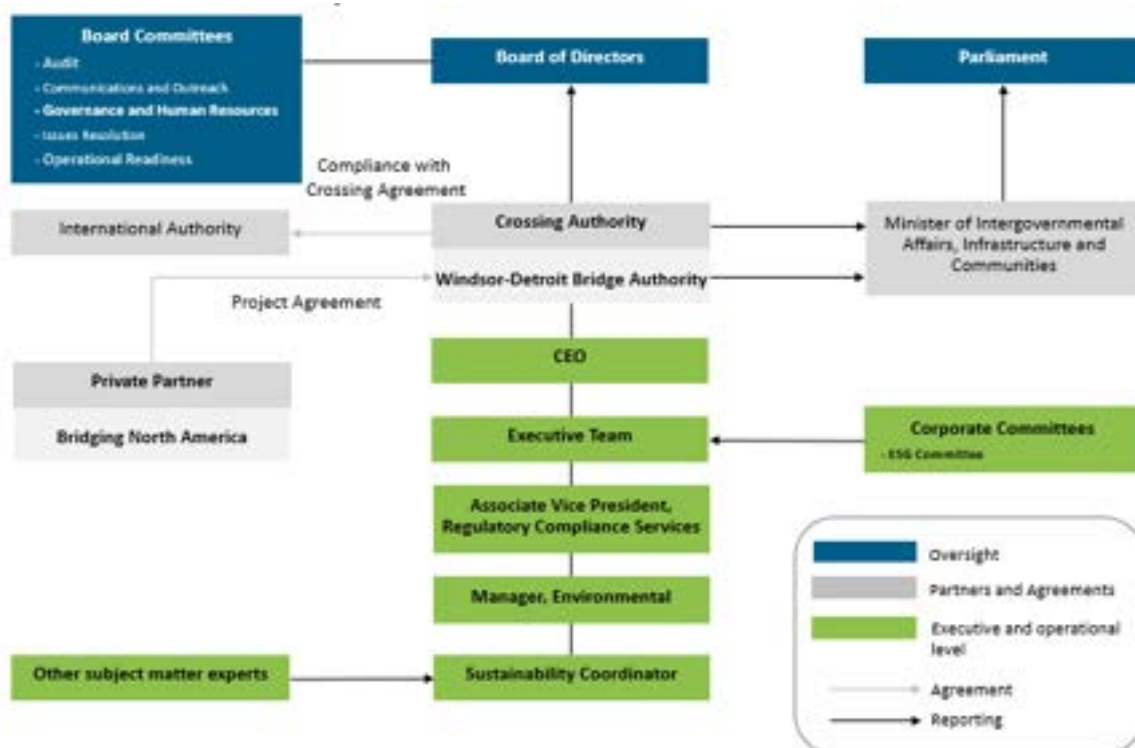 Board Committees
- Audit
- Communications and Outreach
- Governance and Human Resources
- Issues Resolution
- Operational Readiness
Board of Directors
Parliament
Compliance with
Crossing Agreement
International Authority
Crossing Authority
Windsor-Detroit Bridge Authority
Minister of Intergovernmental
Affairs, Infrastructure and
Communities
Project Agreement
CEO
Private Partner
Bridging North America
Executive Team
Corporate Committees
- ESG Committee
Associate Vice President,
Regulatory Compliance Services
Manager, Environmental
Other subject matter experts
Sustainability Coordinator
Oversight
Partners and Agreements
Executive and operational
level
Agreement
Reporting